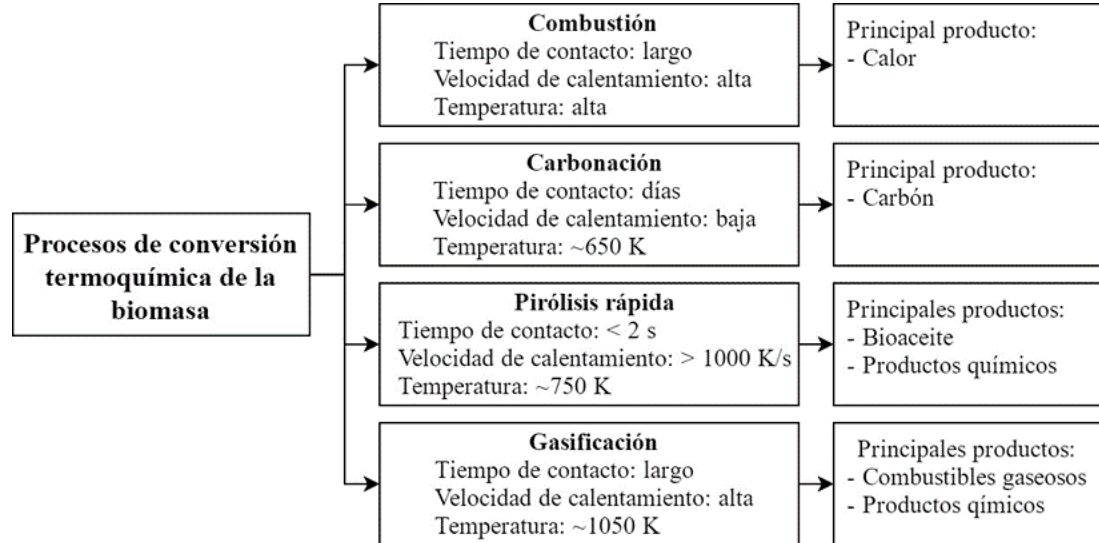 Procesos de conversión
termoquímica de la
biomasa
Combustión
Tiempo de contacto: largo
Velocidad de calentamiento: alta
Temperatura: alta
Principal producto:
- Calor
Carbonación
Tiempo de contacto: días
Velocidad de calentamiento: baja
Temperatura: ~650 K
Principal producto:
- Carbón
Pirólisis rápida
Tiempo de contacto: < 2 s
Velocidad de calentamiento: > 1000 K/s
Temperatura: ~750 K
Principales productos:
- Bioaceite
- Productos químicos
Gasificación
Tiempo de contacto: largo
Velocidad de calentamiento: alta
Temperatura: ~1050 K
Principales productos:
- Combustibles gaseosos
- Productos qímicos